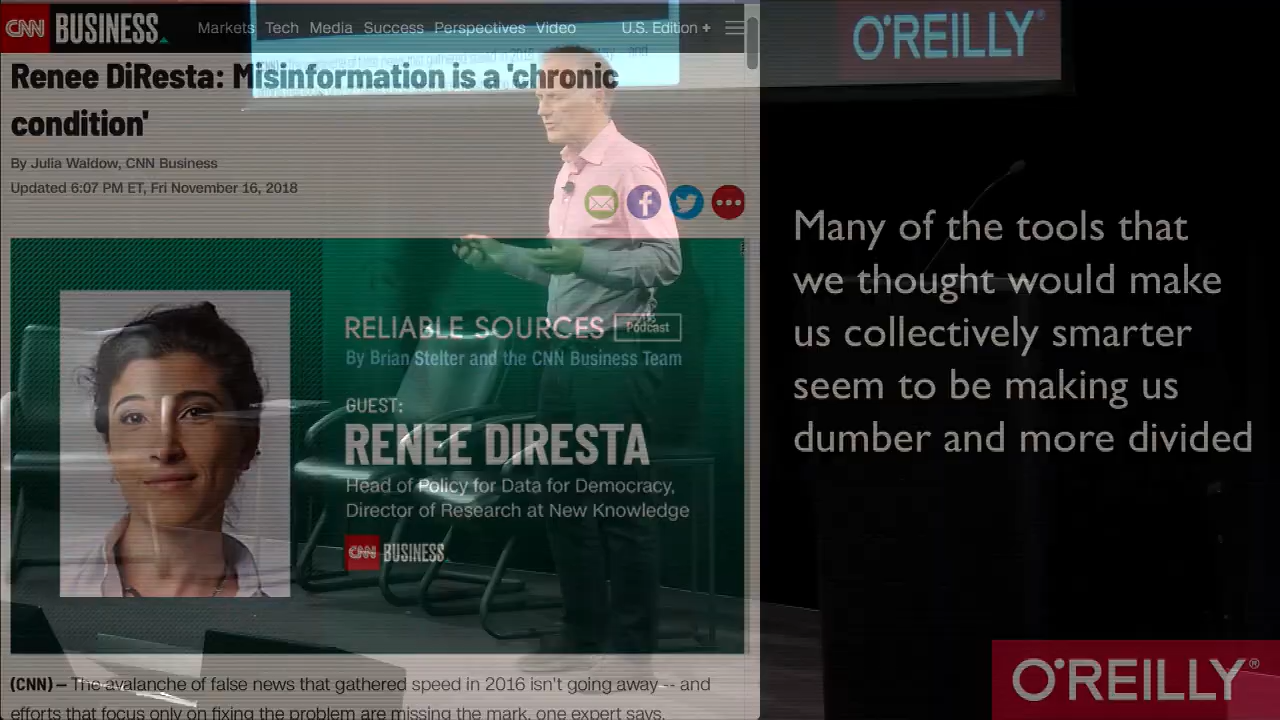 CNN BUSINESS
Markets Tech Media Success Perspectives Video U.S. Edition +
Renee DiResta: Misinformation is a 'chronic
condition'
By Julia Waldow, CNN Business
Updated 6:07 PM ET, Fri November 16, 2018
RELIABLE SOURCES Podcast
By Brian Stelter and the CNN Business Team
GUEST:
RENEE DIRESTA
Head of Policy for Data for Democracy,
Director of Research at New Knowledge
CNN BUSINESS
(CNN) – The avalanche of false news that gathered speed in 2016 isn't going away -- and
efforts that focus only on fixing the problem are missing the mark, one expert says.
O'REILLY®
Many of the tools that
we thought would make
us collectively smarter
seem to be making us
dumber and more divided
O'REILLY®